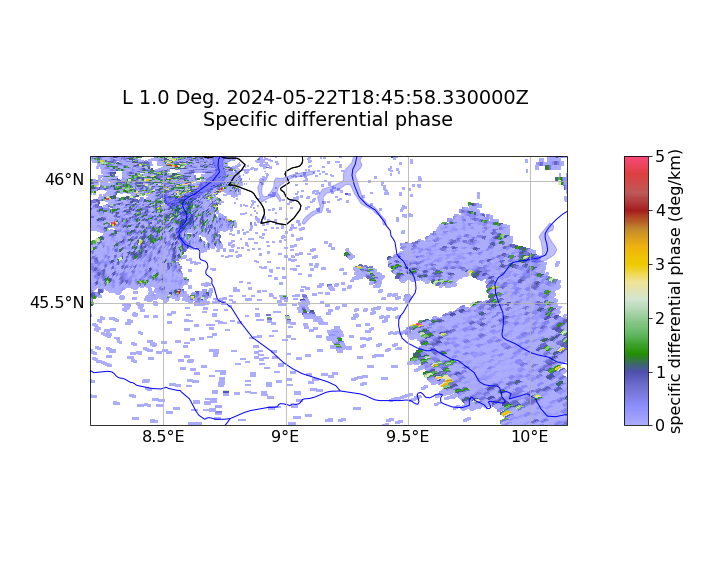 L 1.0 Deg. 2024-05-22T18:45:58.330000Z
Specific differential phase
46°N
45.5°N
8.5°E
9°E
9.5°E
10°E
5
4
3
2
1
0
specific differential phase (deg/km)